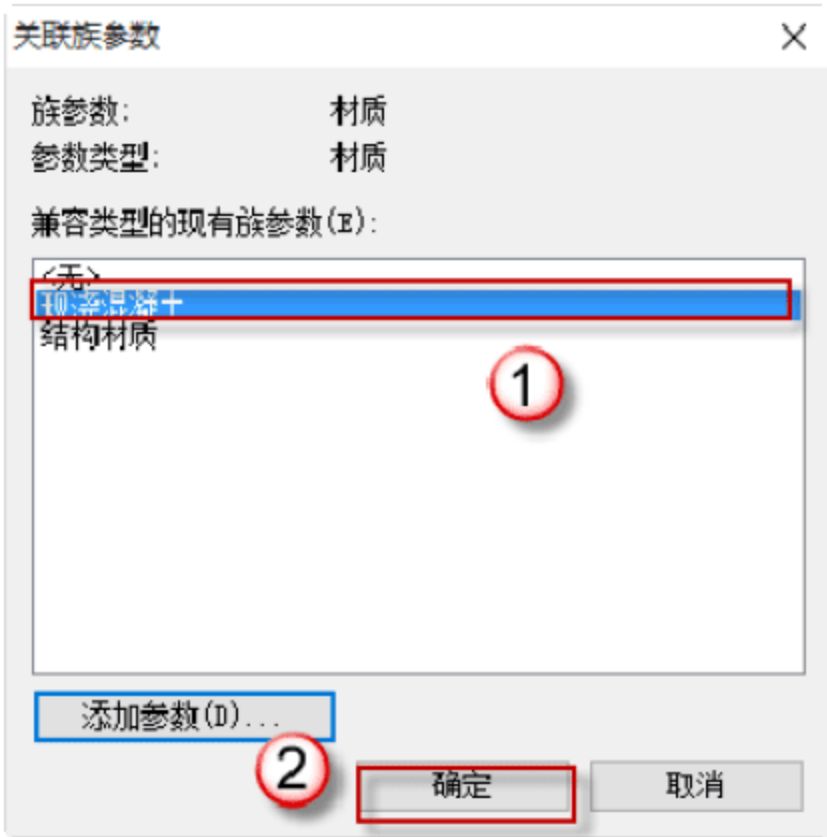 关联族参数
族参数: 材质
参数类型: 材质
兼容类型的现有族参数(E):
<无>
现浇混凝土
结构材质
1
添加参数(D)...
2
确定 取消